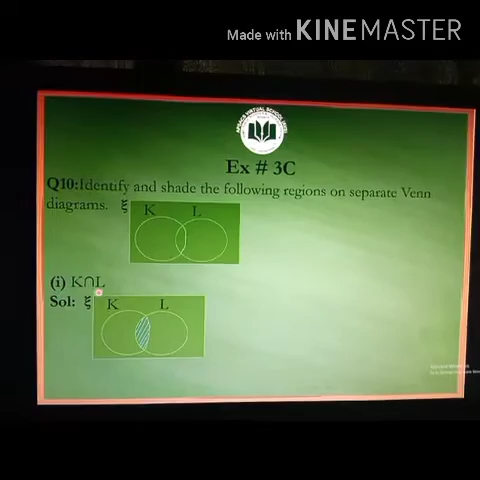 Made with KINEMASTER
Ex # 3C
Q10:Identify and shade the following regions on separate Venn
diagrams. ξ
K L
(i) K∩L
Sol: ξ K L